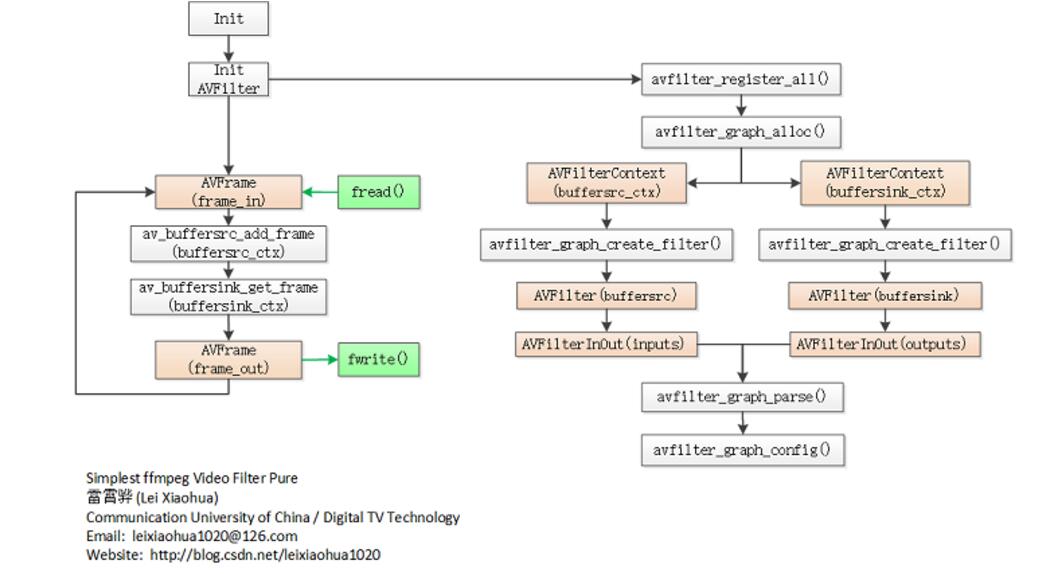 Init
Init
AVFilter
avfilter_register_all()
avfilter_graph_alloc()
AVFrame
(frame_in)
fread()
AVFilterContext
(buffersrc_ctx)
AVFilterContext
(buffersink_ctx)
av_buffersrc_add_frame
(buffersrc_ctx)
avfilter_graph_create_filter()
avfilter_graph_create_filter()
av_buffersink_get_frame
(buffersink_ctx)
AVFilter(buffersrc)
AVFilter(buffersink)
AVFrame
(frame_out)
fwrite()
AVFilterInOut(inputs)
AVFilterInOut(outputs)
avfilter_graph_parse()
avfilter_graph_config()
Simplest ffmpeg Video Filter Pure
雷霄骅 (Lei Xiaohua)
Communication University of China / Digital TV Technology
Email: leixiaohua1020@126.com
Website: http://blog.csdn.net/leixiaohua1020